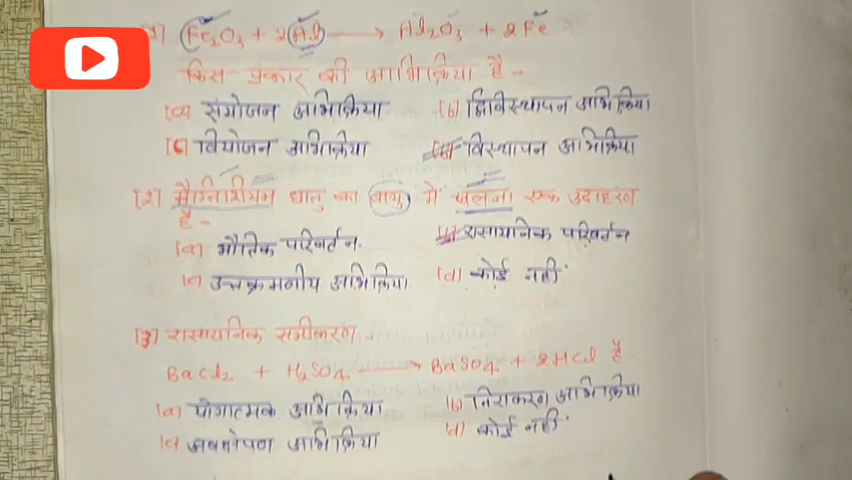 Fe₂O₃ + 2Al ⟶ Al₂O₃ + 2Fe
किस प्रकार की अभिक्रिया है -
(a) संयोजन अभिक्रिया (b) द्विविस्थापन अभिक्रिया
(c) वियोजन अभिक्रिया विस्थापन अभिक्रिया
(2) मैग्नीशियम धातु का वायु में जलना एक उदाहरण
है -
(a) भौतिक परिवर्तन. रासायनिक परिवर्तन
उत्क्रमणीय अभिक्रिया (d) कोई नहीं
(3) रासायनिक समीकरण -
BaCl₂ + H₂SO₄ ⟶ BaSO₄ + 2HCl है -
(a) योगात्मक अभिक्रिया (b) निराकरण अभिक्रिया
अवक्षेपण अभिक्रिया (d) कोई नहीं